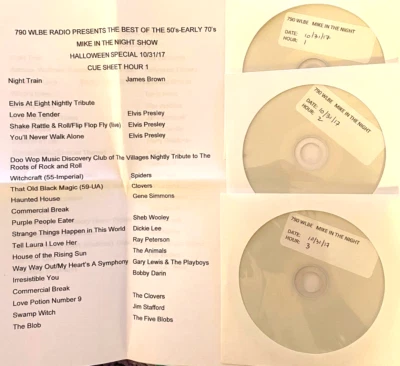 790 WLBE RADIO PRESENTS THE BEST OF THE 50's-EARLY 70's
MIKE IN THE NIGHT SHOW
HALLOWEEN SPECIAL 10/31/17
CUE SHEET HOUR 1
Night Train James Brown
Elvis At Eight Nightly Tribute
Love Me Tender Elvis Presley
Shake Rattle & Roll/Flip Flop Fly (live) Elvis Presley
You'll Never Walk Alone Elvis Presley
Doo Wop Music Discovery Club of The Villages Nightly Tribute to The
Roots of Rock and Roll
Witchcraft (55-Imperial) Spiders
That Old Black Magic (59-UA) Clovers
Haunted House Gene Simmons
Commercial Break
Purple People Eater Sheb Wooley
Strange Things Happen in This World Dickie Lee
Tell Laura I Love Her Ray Peterson
House of the Rising Sun The Animals
Way Way Out/My Heart's A Symphony Gary Lewis & The Playboys
Irresistible You Bobby Darin
Commercial Break
Love Potion Number 9 The Clovers
Swamp Witch Jim Stafford
The Blob The Five Blobs
790 WLBE MIKE IN THE NIGHT
DATE: 10/31/17
HOUR: 1
790 WLBE MIKE IN THE NIGHT
DATE: 10/31/17
HOUR: 2
790 WLBE MIKE IN THE NIGHT
DATE: 10/31/17
HOUR: 3